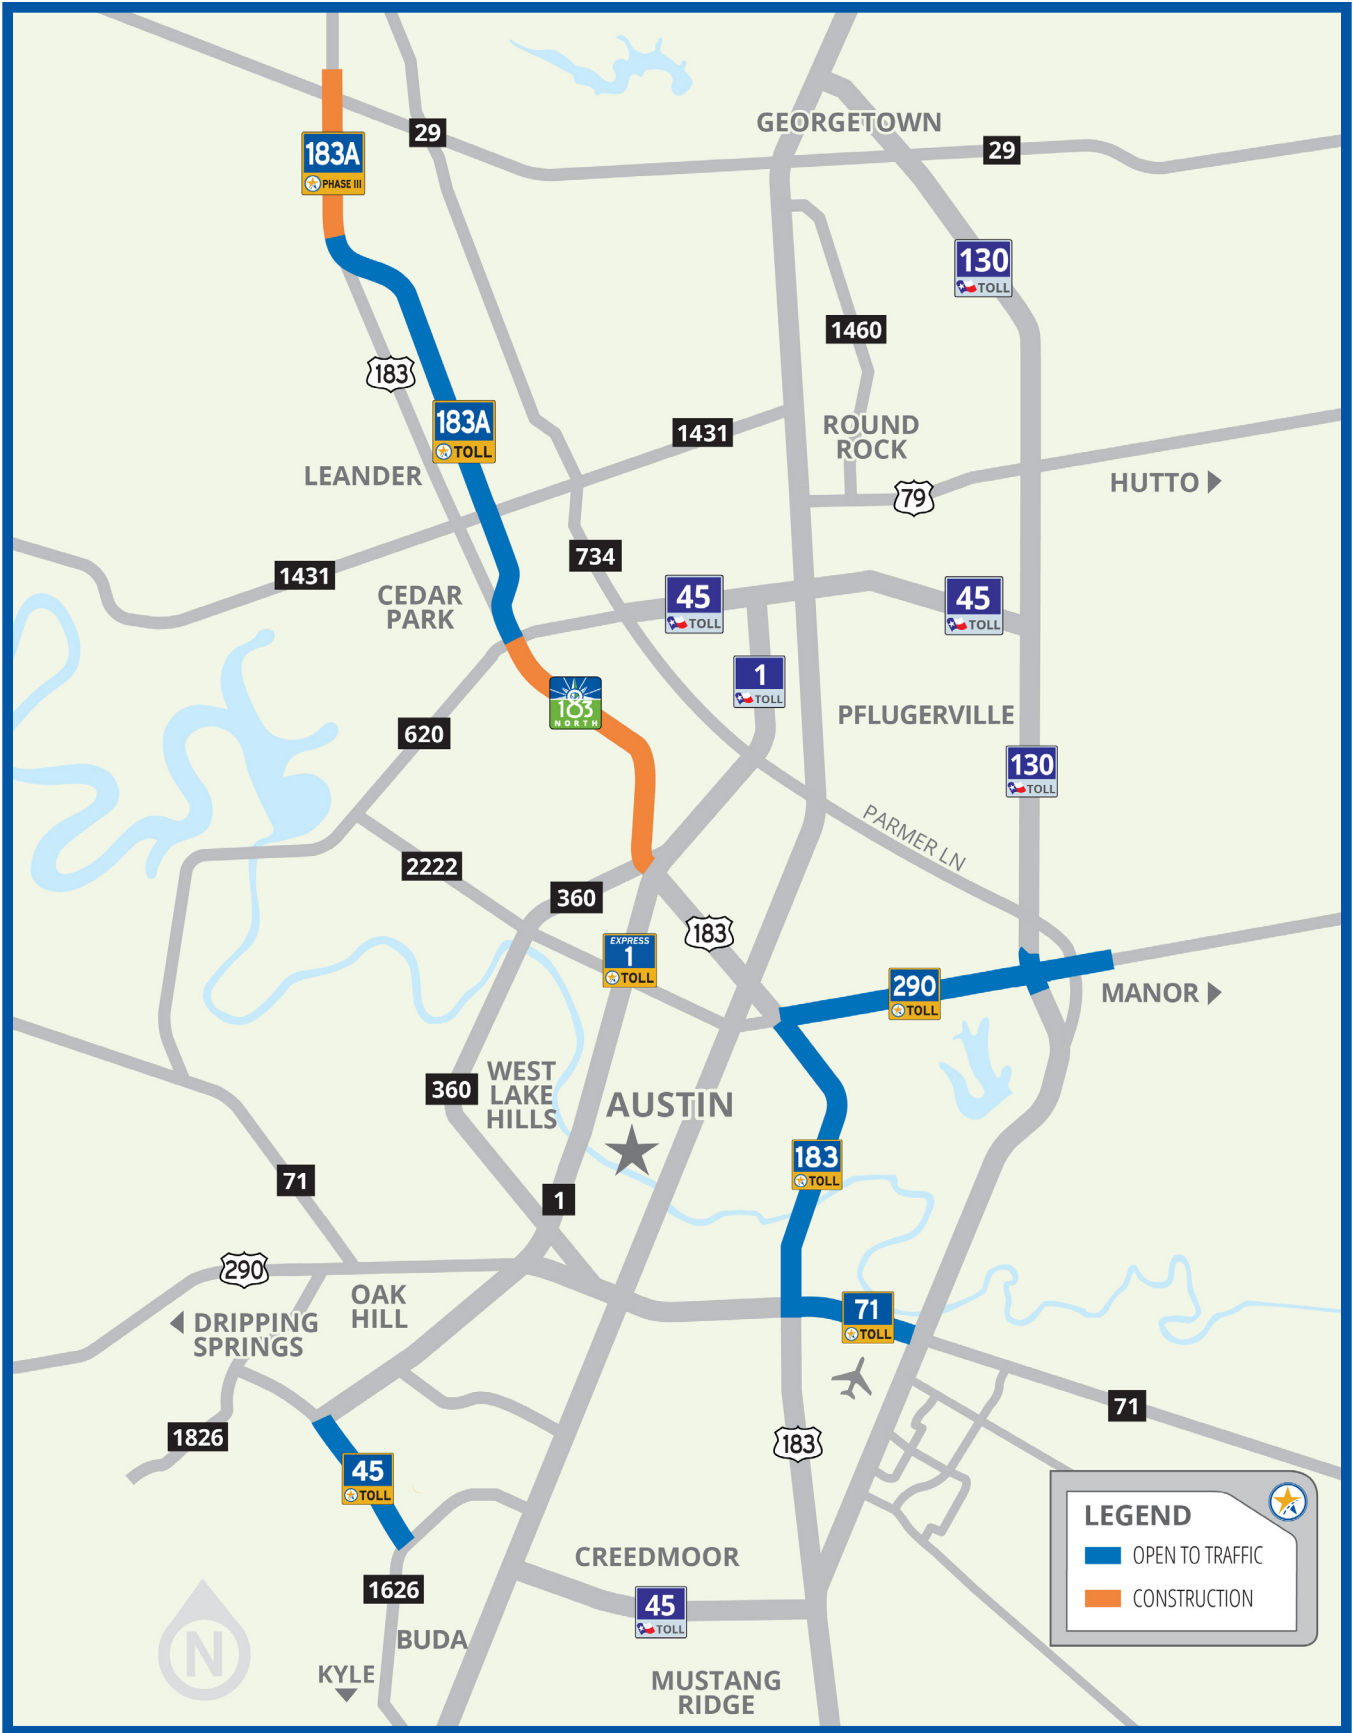 GEORGETOWN
29
29
183A
PHASE III
130
TOLL
1460
183
183A
TOLL
1431
ROUND
ROCK
LEANDER
HUTTO
79
734
1431
CEDAR
PARK
45
TOLL
45
TOLL
1
TOLL
183
NORTH
PFLUGERVILLE
620
130
TOLL
PARMER LN
2222
360
183
EXPRESS
1
TOLL
290
TOLL
MANOR
360
WEST
LAKE
HILLS
AUSTIN
183
TOLL
71
1
290
OAK
HILL
DRIPPING
SPRINGS
71
TOLL
71
1826
183
45
TOLL
LEGEND
OPEN TO TRAFFIC
CONSTRUCTION
CREEDMOOR
1626
45
TOLL
BUDA
N
KYLE
MUSTANG
RIDGE